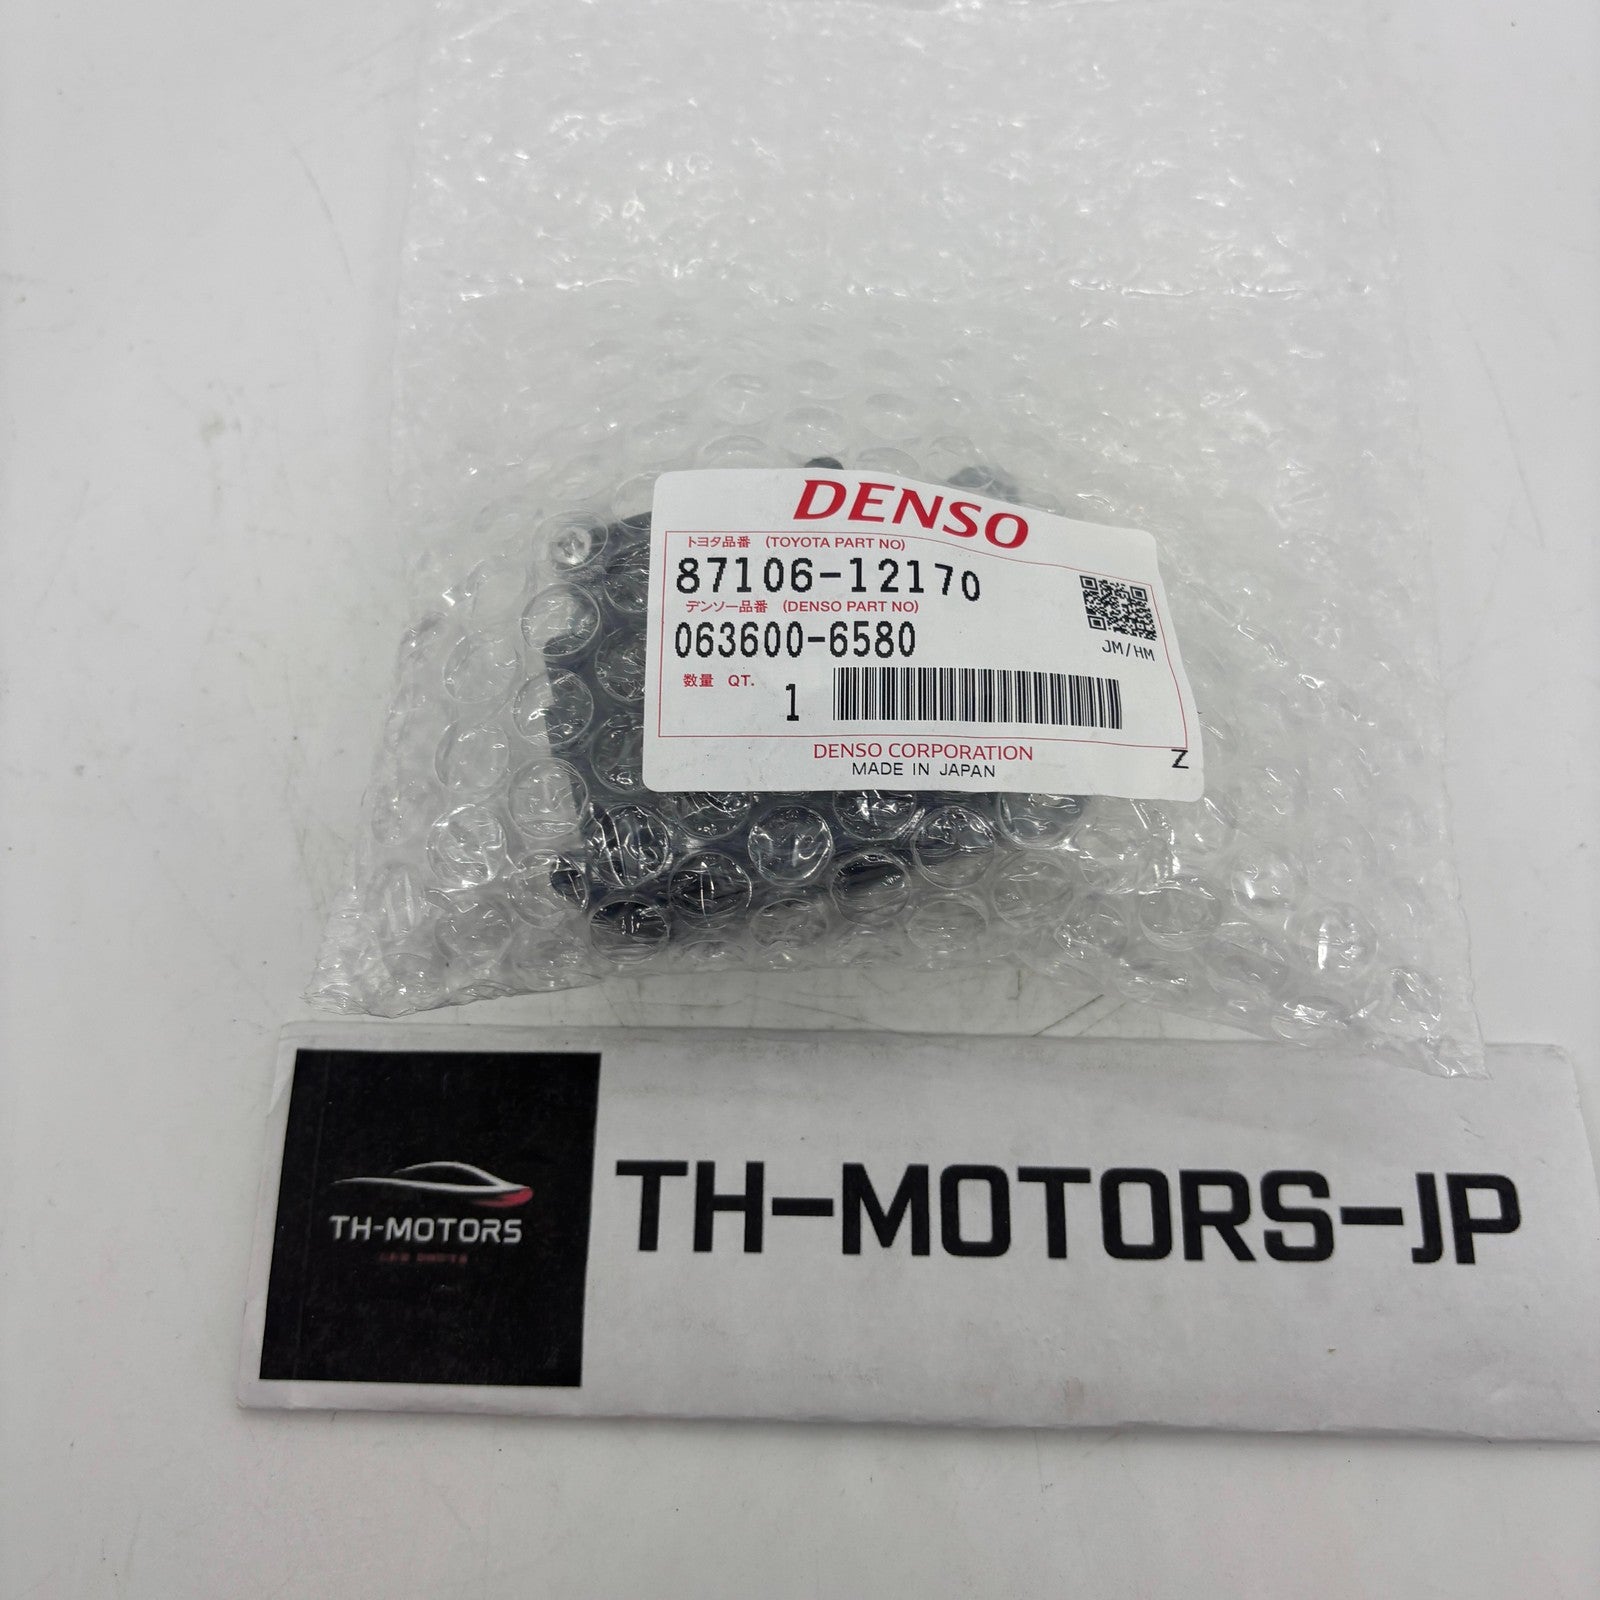 DENSO
トヨタ品番 (TOYOTA PART NO)
87106-12170
デンソー品番 (DENSO PART NO)
063600-6580
JM/HM
数量 QT.
1
DENSO CORPORATION
MADE IN JAPAN
Z
TH-MOTORS
TH-MOTORS-JP